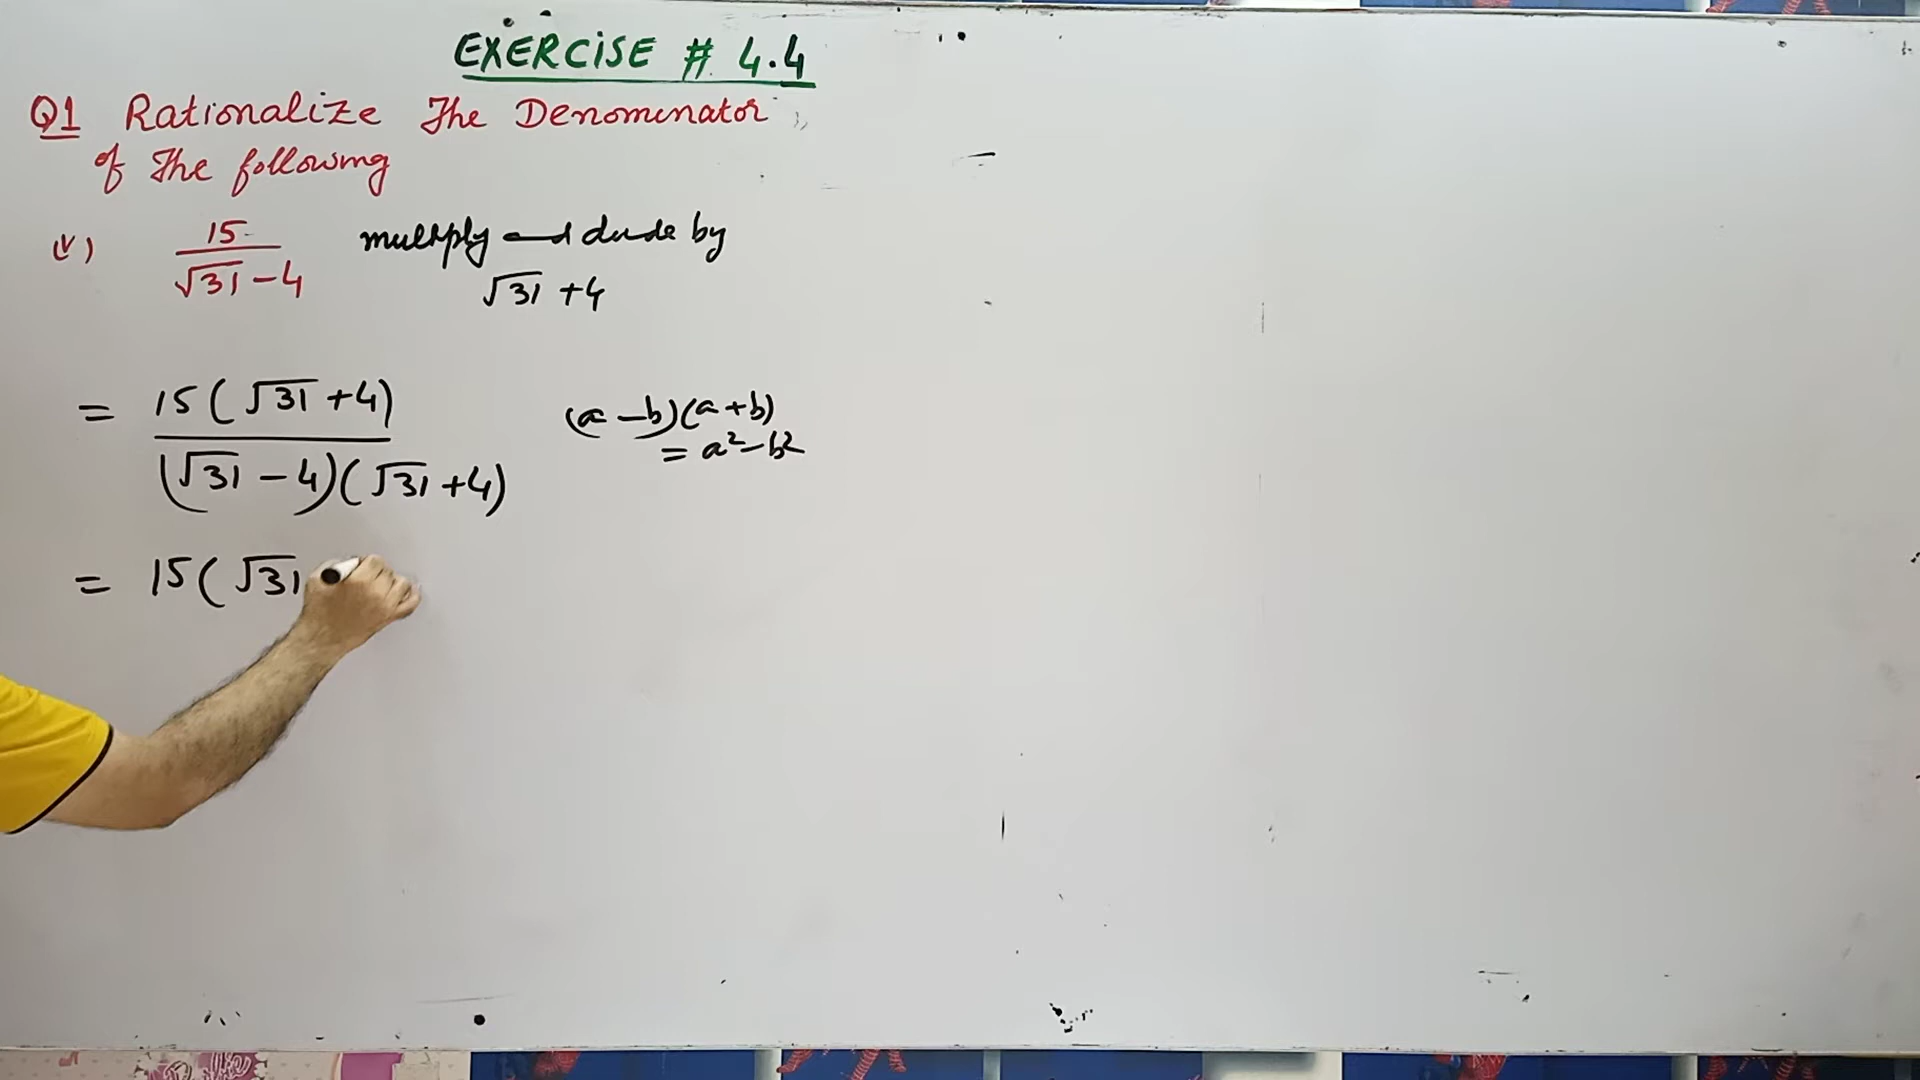 EXERCISE # 4.4
Q1 Rationalize The Denominator
of The following
(v) 15/(√31 - 4) multiply and divide by
√31 + 4
= 15(√31 + 4)
(√31 - 4)(√31 + 4)
(a - b)(a + b)
= a² - b²
= 15(√31